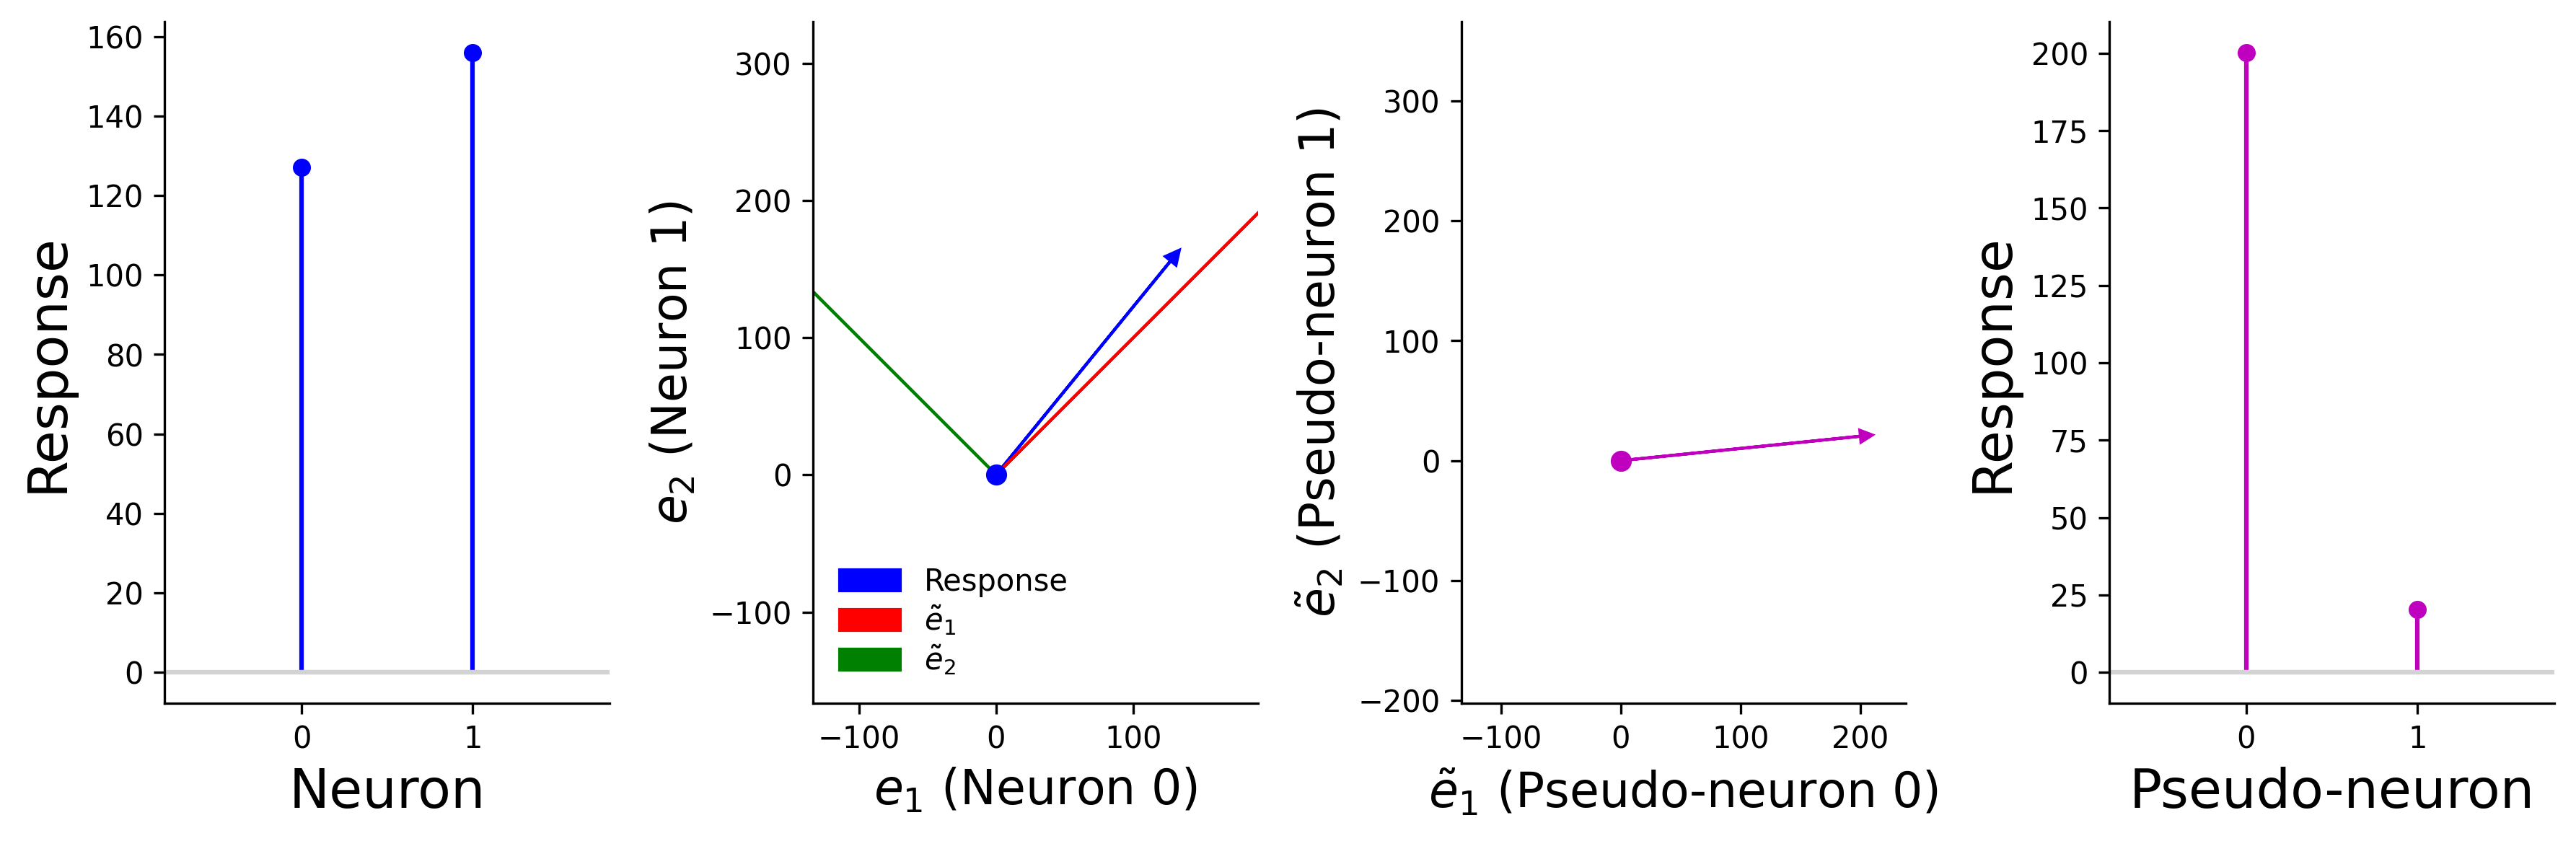 Response
160
140
120
100
80
60
40
20
0
0 1
Neuron
e₂ (Neuron 1)
300
200
100
0
−100
Response
ẽ₁
ẽ₂
−100 0 100
e₁ (Neuron 0)
ẽ₂ (Pseudo-neuron 1)
300
200
100
0
−100
−200
−100 0 100 200
ẽ₁ (Pseudo-neuron 0)
Response
200
175
150
125
100
75
50
25
0
0 1
Pseudo-neuron